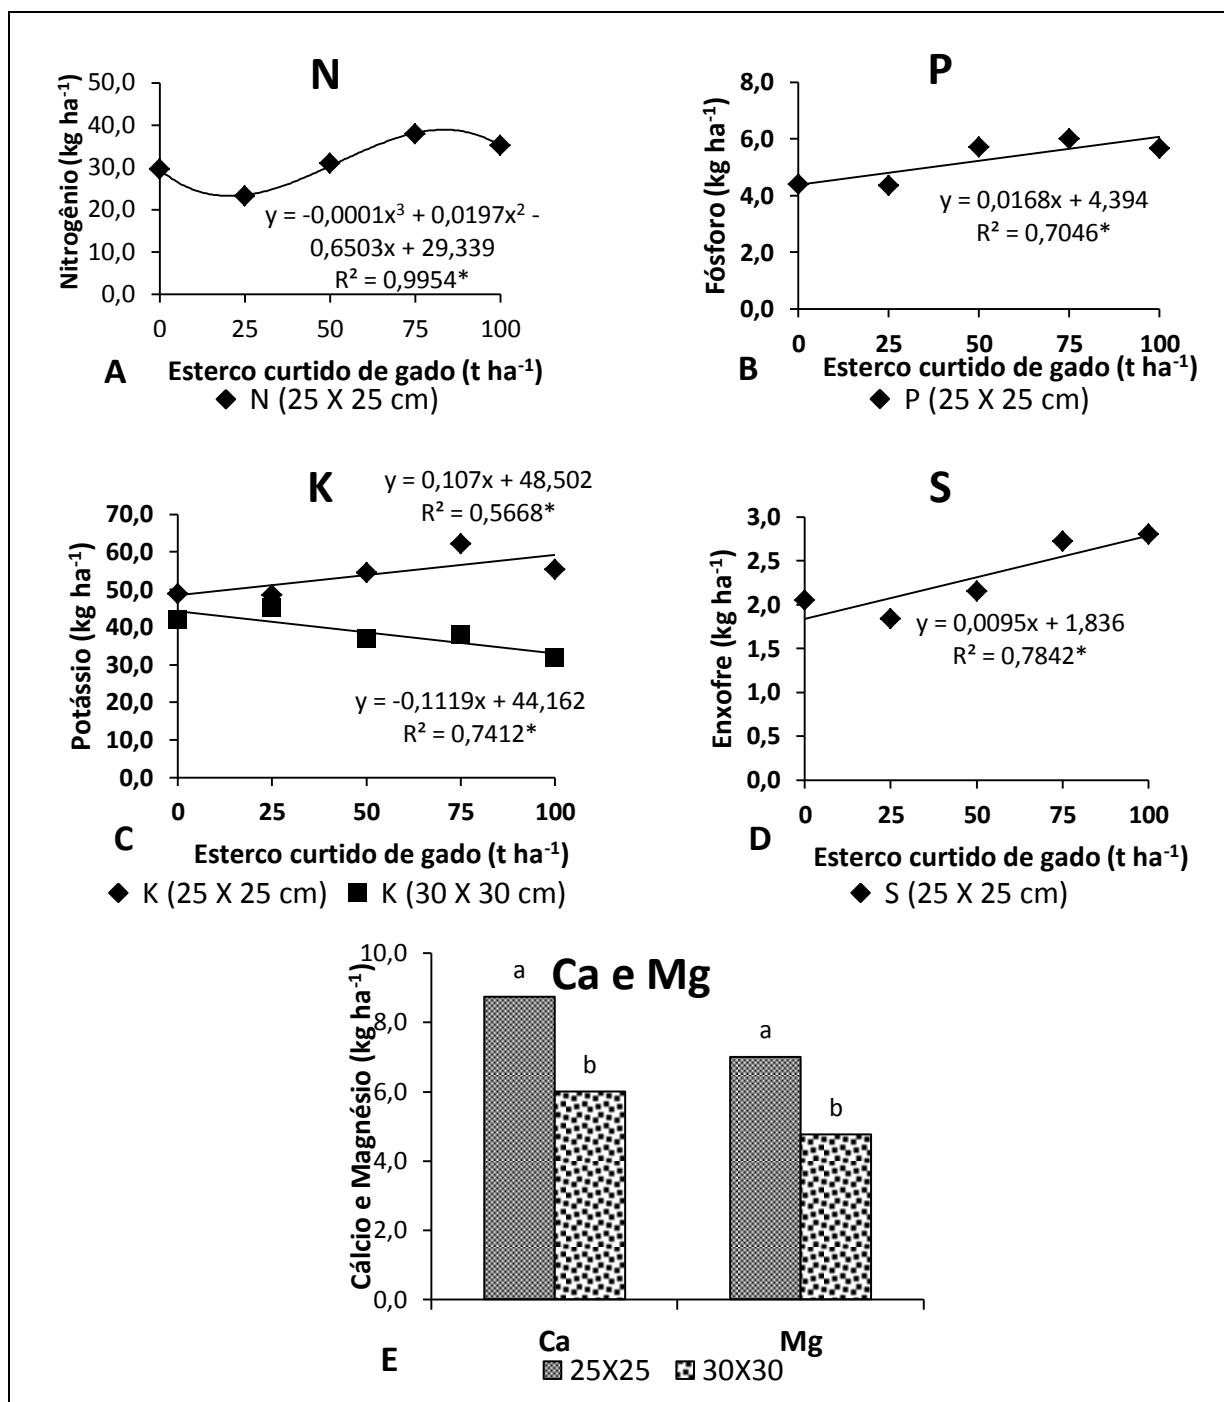 N
50,0
40,0
30,0
20,0
10,0
0,0
Nitrogênio (kg ha⁻¹)
y = -0,0001x³ + 0,0197x² -
0,6503x + 29,339
R² = 0,9954*
0 25 50 75 100
A Esterco curtido de gado (t ha⁻¹)
N (25 X 25 cm)
P
8,0
6,0
4,0
2,0
0,0
Fósforo (kg ha⁻¹)
y = 0,0168x + 4,394
R² = 0,7046*
0 25 50 75 100
B Esterco curtido de gado (t ha⁻¹)
P (25 X 25 cm)
K
y = 0,107x + 48,502
R² = 0,5668*
70,0
60,0
50,0
40,0
30,0
20,0
10,0
0,0
Potássio (kg ha⁻¹)
y = -0,1119x + 44,162
R² = 0,7412*
0 25 50 75 100
C Esterco curtido de gado (t ha⁻¹)
K (25 X 25 cm) K (30 X 30 cm)
S
3,0
2,5
2,0
1,5
1,0
0,5
0,0
Enxofre (kg ha⁻¹)
y = 0,0095x + 1,836
R² = 0,7842*
0 25 50 75 100
D Esterco curtido de gado (t ha⁻¹)
S (25 X 25 cm)
Ca e Mg
10,0
8,0
6,0
4,0
2,0
0,0
Cálcio e Magnésio (kg ha⁻¹)
a
b
a
b
Ca Mg
E
25X25 30X30